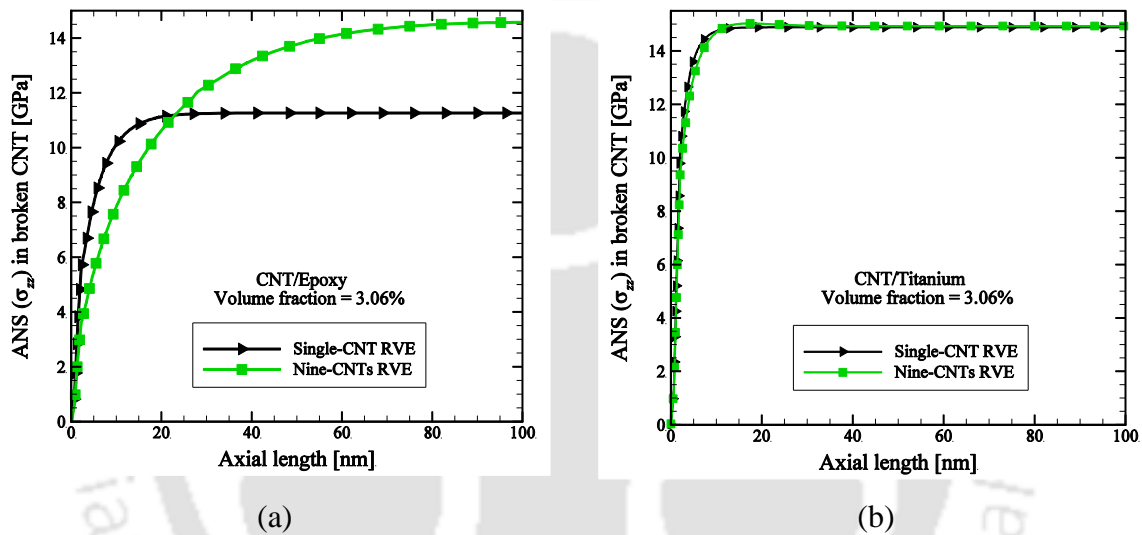 ANS (σzz) in broken CNT [GPa]
14
12
10
8
6
4
2
0
CNT/Epoxy
Volume fraction = 3.06%
Single-CNT RVE
Nine-CNTs RVE
0 20 40 60 80 100
Axial length [nm]
(a)
ANS (σzz) in broken CNT [GPa]
14
12
10
8
6
4
2
0
CNT/Titanium
Volume fraction = 3.06%
Single-CNT RVE
Nine-CNTs RVE
0 20 40 60 80 100
Axial length [nm]
(b)